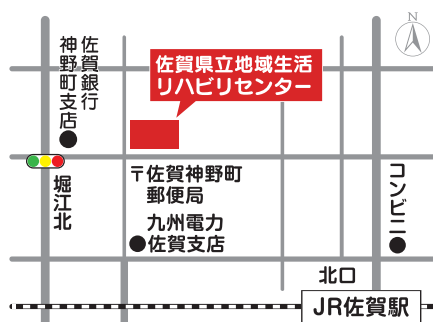 N
佐賀銀行
神野町支店
佐賀県立地域生活
リハビリセンター
〒佐賀神野町
郵便局
堀江北
九州電力
佐賀支店
コンビニ
北口
JR佐賀駅